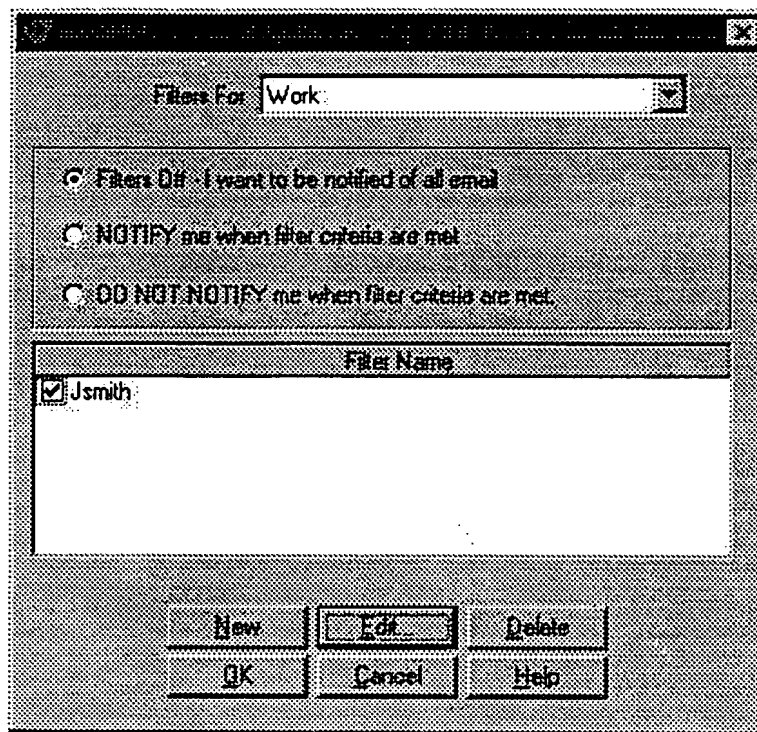 Filters For Work
Filters Off - I want to be notified of all email
NOTIFY me when filter criteria are met
DO NOT NOTIFY me when filter criteria are met.
Filter Name
Jsmith
New Edit... Delete
OK Cancel Help